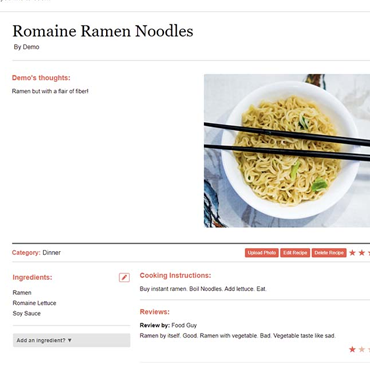 Romaine Ramen Noodles
By Demo
Demo's thoughts:
Ramen but with a flair of fiber!
Category: Dinner
Upload Photo Edit Recipe Delete Recipe
Ingredients:
Ramen
Romaine Lettuce
Soy Sauce
Add an ingredient? ▼
Cooking Instructions:
Buy instant ramen. Boil Noodles. Add lettuce. Eat.
Reviews:
Review by: Food Guy
Ramen by itself. Good. Ramen with vegetable. Bad. Vegetable taste like sad.